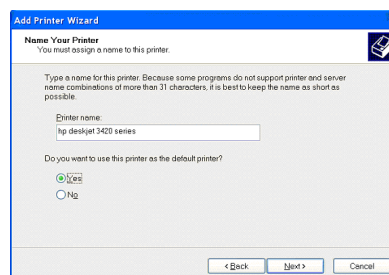 Add Printer Wizard
Name Your Printer
You must assign a name to this printer.
Type a name for this printer. Because some programs do not support printer and server
name combinations of more than 31 characters, it is best to keep the name as short as
possible.
Printer name:
hp deskjet 3420 series
Do you want to use this printer as the default printer?
Yes
No
< Back
Next >
Cancel